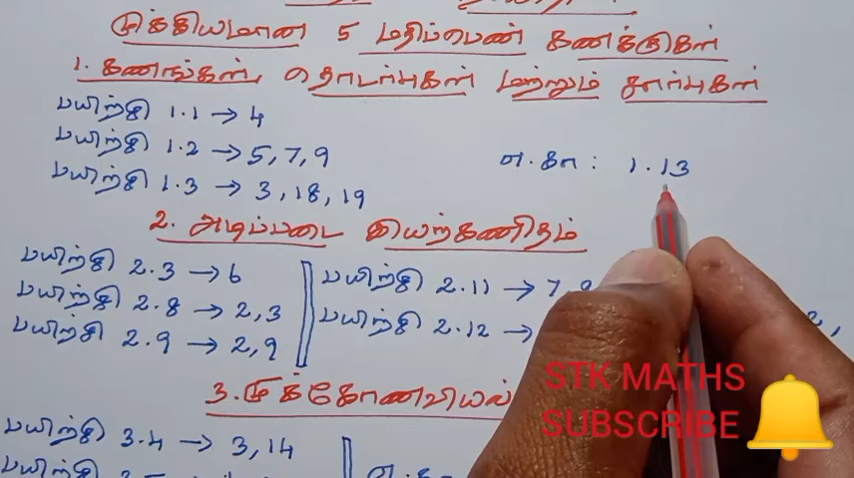 முக்கியமான 5 மதிப்பெண் கணக்குகள்
1. கணங்கள், தொடர்புகள் மற்றும் சார்புகள்
பயிற்சி 1.1 → 4
பயிற்சி 1.2 → 5, 7, 9
எ.கா : 1.13
பயிற்சி 1.3 → 3, 18, 19
2. அடிப்படை இயற்கணிதம்
பயிற்சி 2.3 → 6
பயிற்சி 2.11 → 7,
பயிற்சி 2.8 → 2, 3
பயிற்சி 2.12 →
பயிற்சி 2.9 → 2, 9
3. முக்கோணவியல்
பயிற்சி 3.4 → 3, 14
STK MATHS
SUBSCRIBE